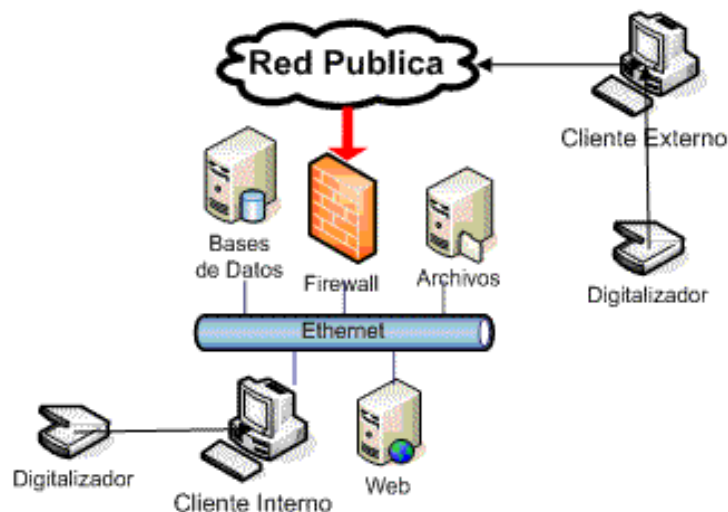 Red Publica
Cliente Externo
Bases
de Datos
Firewall
Archivos
Digitalizador
Ethernet
Digitalizador
Cliente Interno
Web